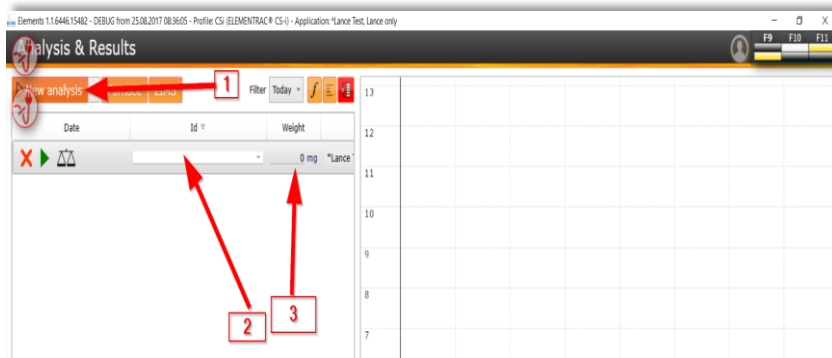 Elements 1.1.6446.15482 - DEBUG from 25.08.2017 08:36:05 - Profile: CSi (ELEMENTRAC® CS-i) - Application: *Lance Test, Lance only
Analysis & Results
F9 F10 F11
New analysis
1
Filter Today
13
Date Id Weight
12
0 mg *Lance T
11
10
9
8
2
3
7